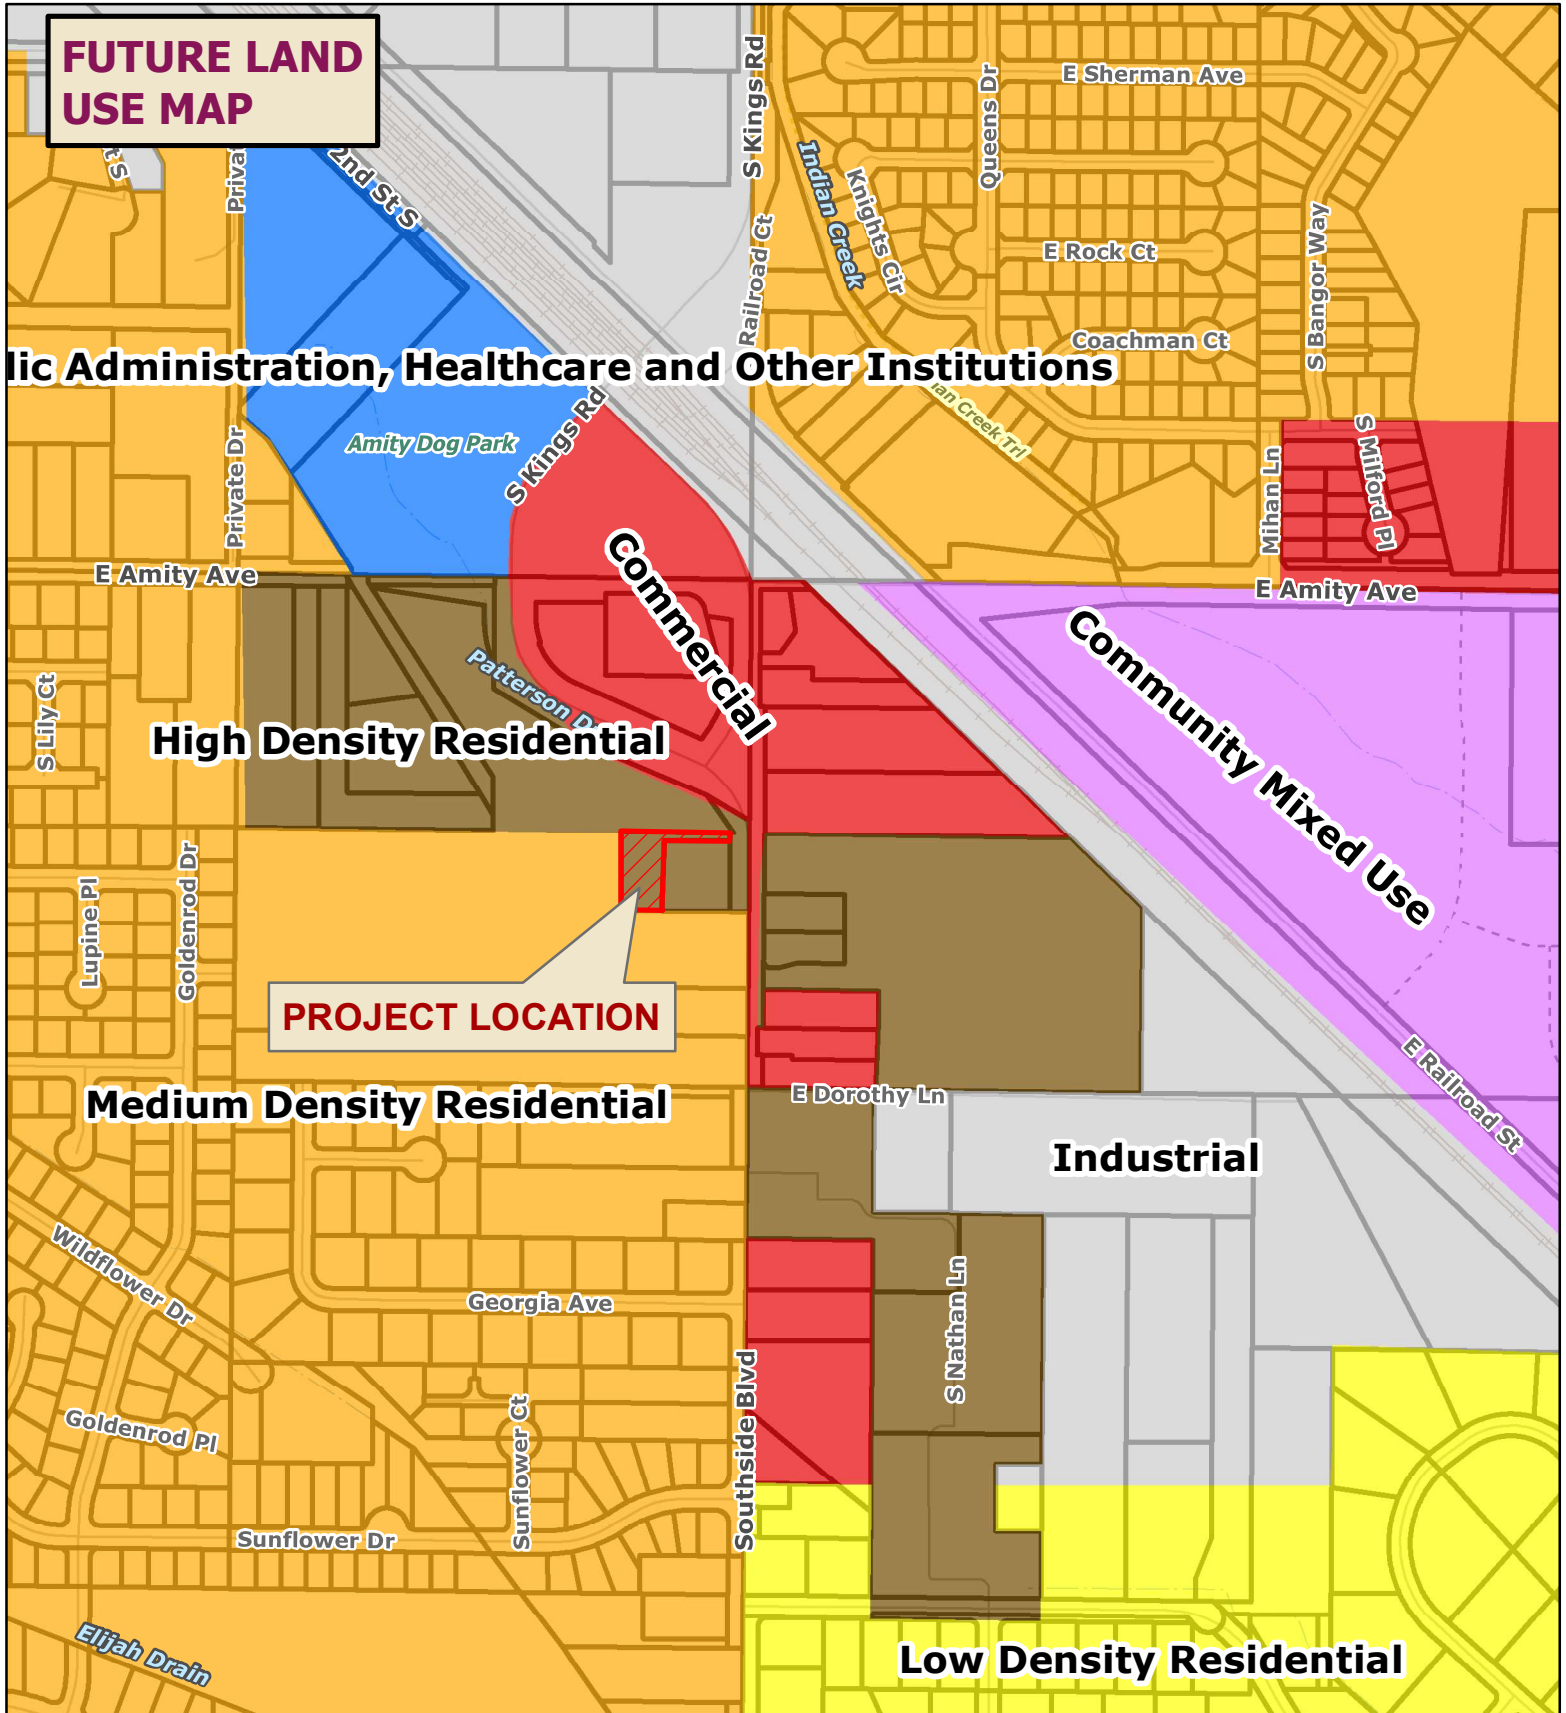 FUTURE LAND
USE MAP
E Sherman Ave
S Kings Rd
Queens Dr
2nd St S
Indian Creek
Knights Cir
E Rock Ct
S Bangor Way
Railroad Ct
Coachman Ct
lic Administration, Healthcare and Other Institutions
ian Creek Trl
Amity Dog Park
S Kings Rd
Private Dr
Mihan Ln
S Milford Pl
E Amity Ave
E Amity Ave
Commercial
Community Mixed Use
Patterson D
S Lily Ct
High Density Residential
Lupine Pl
Goldenrod Dr
PROJECT LOCATION
E Railroad St
E Dorothy Ln
Medium Density Residential
Industrial
Wildflower Dr
Georgia Ave
S Nathan Ln
Southside Blvd
Goldenrod Pl
Sunflower Ct
Sunflower Dr
Elijah Drain
Low Density Residential